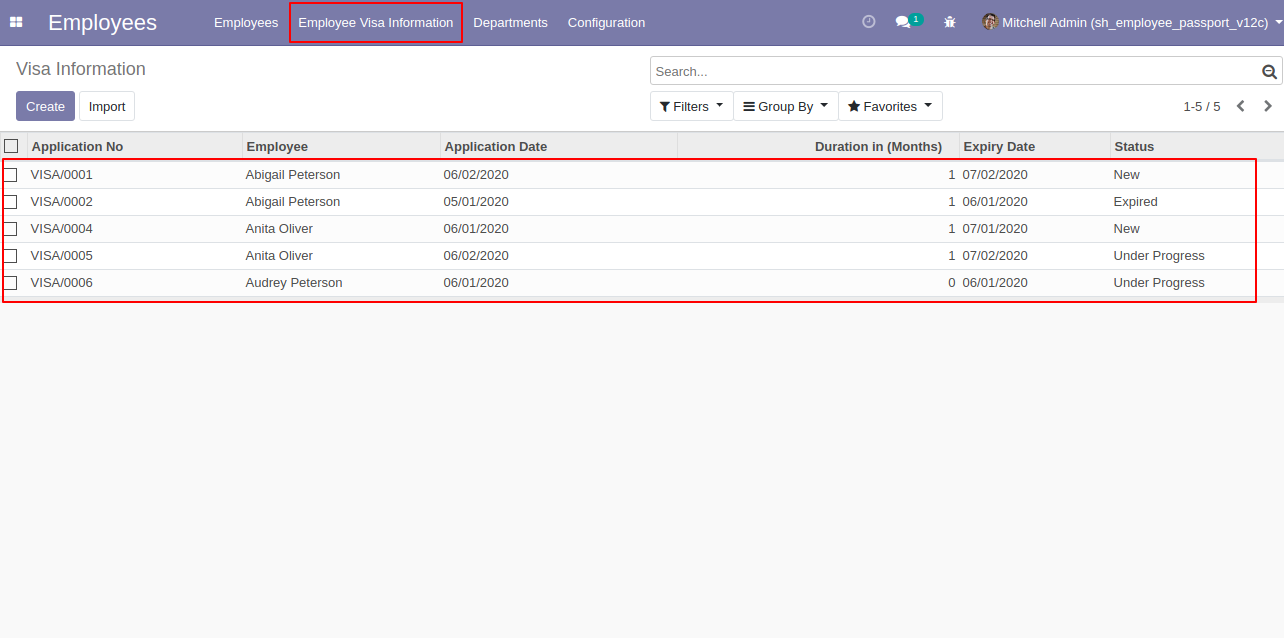 Employees Employees Employee Visa Information Departments Configuration 1 Mitchell Admin (sh_employee_passport_v12c)
Visa Information Search...
Create Import Filters Group By Favorites 1-5 / 5
Application No Employee Application Date Duration in (Months) Expiry Date Status
VISA/0001 Abigail Peterson 06/02/2020 1 07/02/2020 New
VISA/0002 Abigail Peterson 05/01/2020 1 06/01/2020 Expired
VISA/0004 Anita Oliver 06/01/2020 1 07/01/2020 New
VISA/0005 Anita Oliver 06/02/2020 1 07/02/2020 Under Progress
VISA/0006 Audrey Peterson 06/01/2020 0 06/01/2020 Under Progress